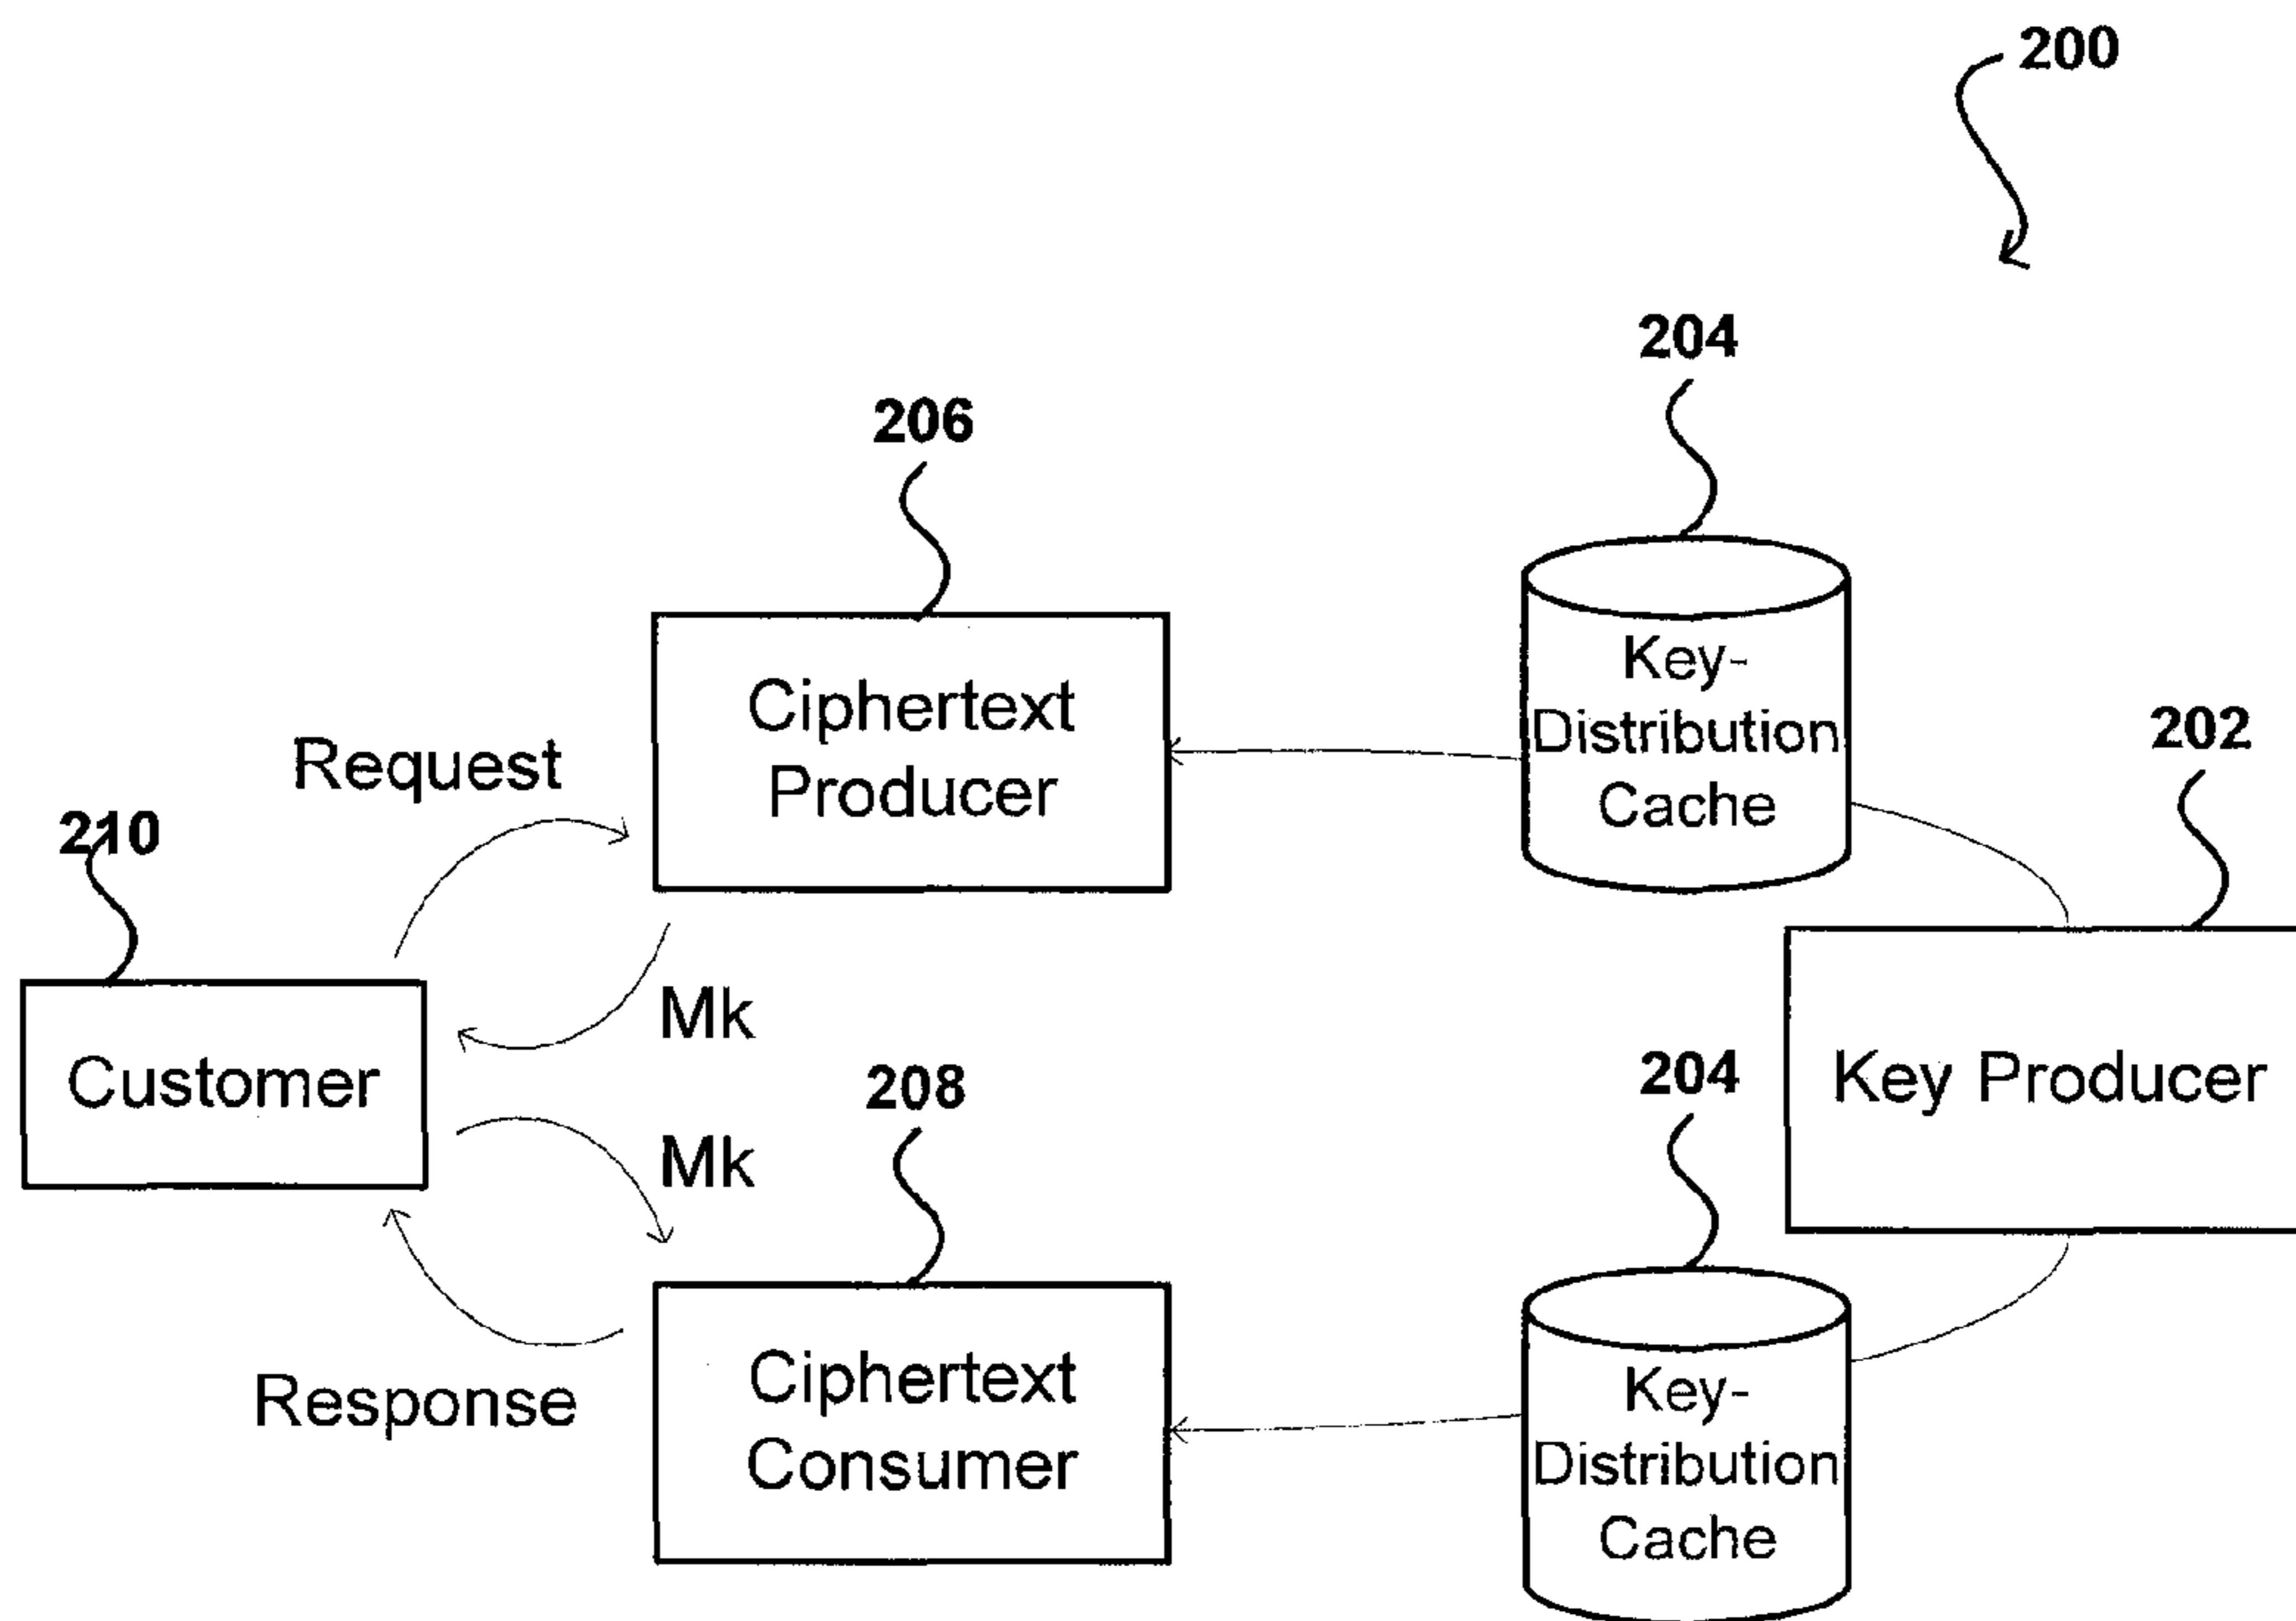 200
204
206
Ciphertext
Producer
Key-
Distribution
Cache
202
Request
210
Mk
Customer
208
204
Key Producer
Mk
Response
Ciphertext
Consumer
Key-
Distribution
Cache